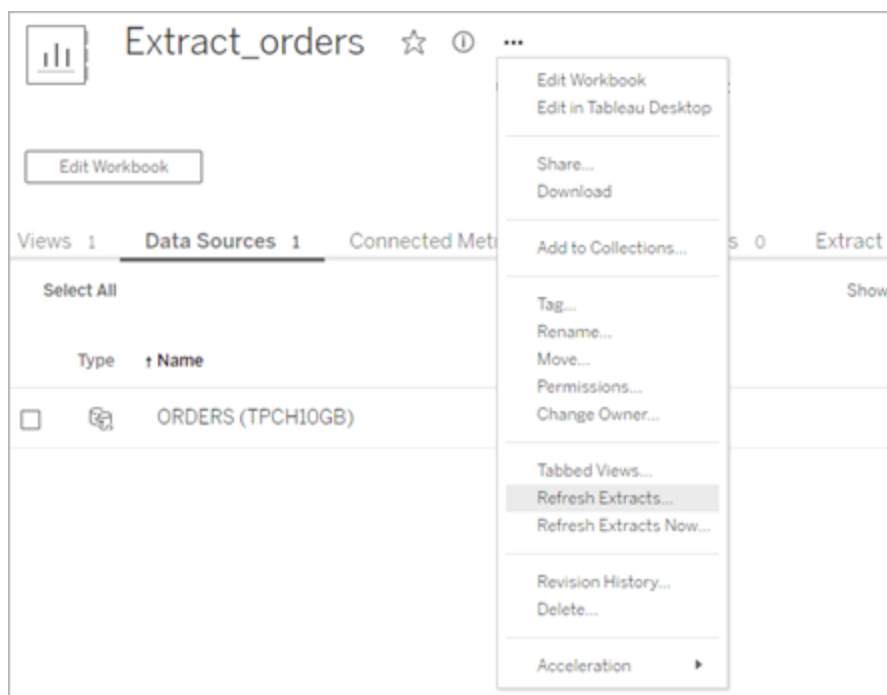 Extract_orders
Edit Workbook
Edit in Tableau Desktop
Share...
Download
Add to Collections...
Tag...
Rename...
Move...
Permissions...
Change Owner...
Tabbed Views...
Refresh Extracts...
Refresh Extracts Now...
Revision History...
Delete...
Acceleration
Edit Workbook
Views 1 Data Sources 1 Connected Met s 0 Extract
Select All Show
Type ↑ Name
ORDERS (TPCH10GB)